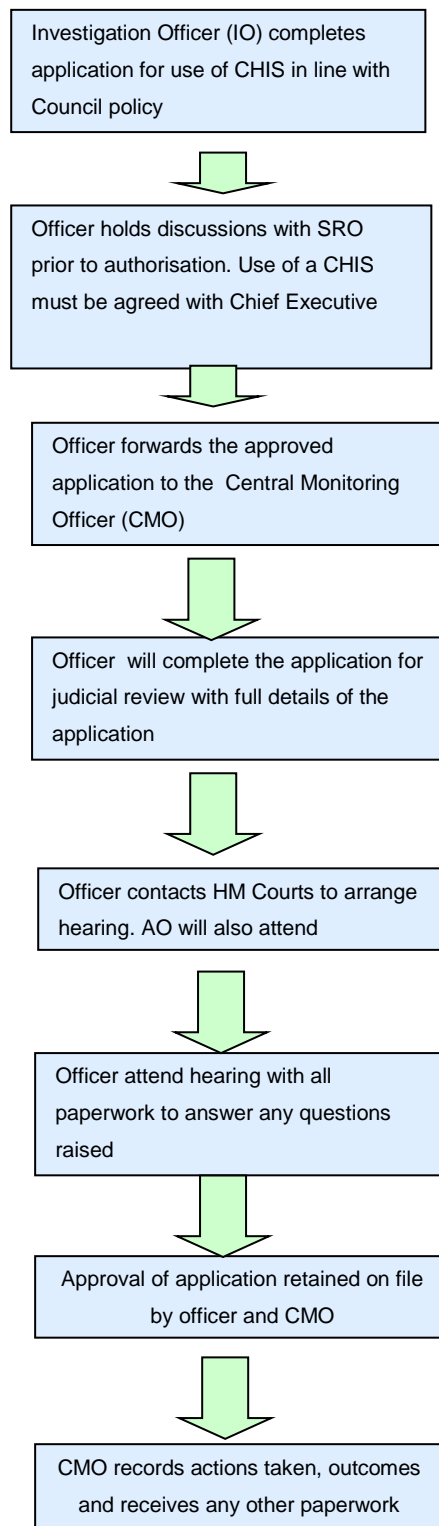 Investigation Officer (IO) completes
application for use of CHIS in line with
Council policy
Officer holds discussions with SRO
prior to authorisation. Use of a CHIS
must be agreed with Chief Executive
Officer forwards the approved
application to the Central Monitoring
Officer (CMO)
Officer will complete the application for
judicial review with full details of the
application
Officer contacts HM Courts to arrange
hearing. AO will also attend
Officer attend hearing with all
paperwork to answer any questions
raised
Approval of application retained on file
by officer and CMO
CMO records actions taken, outcomes
and receives any other paperwork